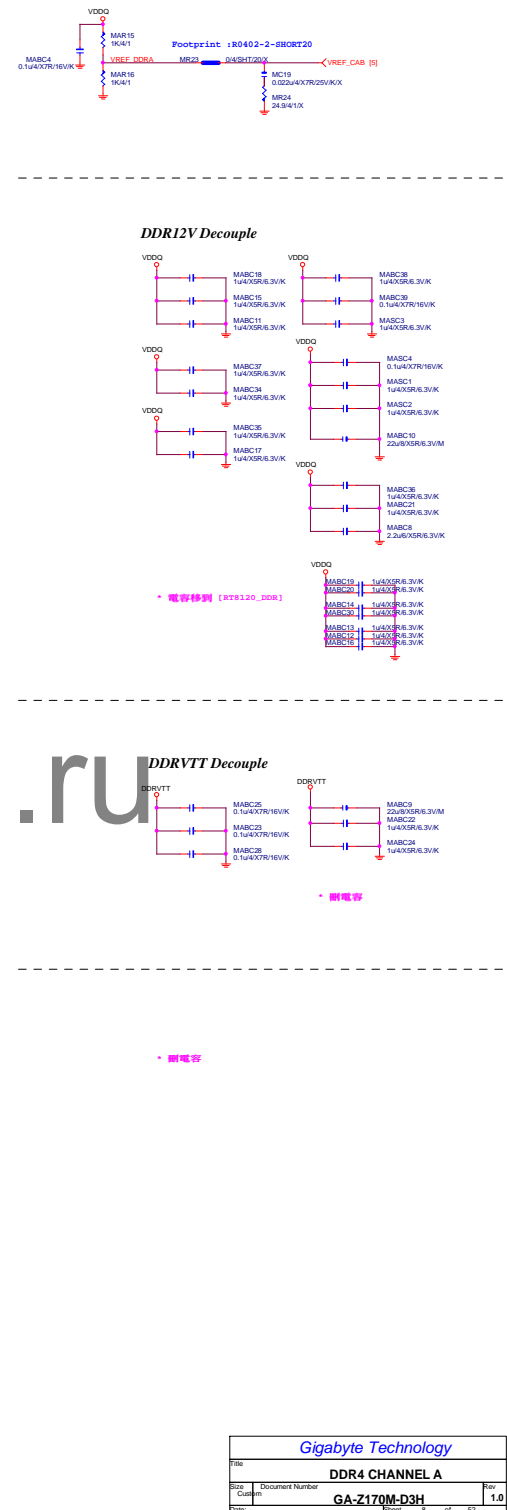 VDDQ
MAR15
1K/4/1
MABC4
0.1u/4/X7R/16V/K
Footprint :R0402-2-SHORT20
VREF_DDRA
MR23
0/4/SHT/20/X
VREF_CAB [5]
MAR16
1K/4/1
MC19
0.022u/4/X7R/25V/K/X
MR24
24.9/4/1/X
DDR12V Decouple
VDDQ
MABC18
1u/4/X5R/6.3V/K
MABC15
1u/4/X5R/6.3V/K
MABC11
1u/4/X5R/6.3V/K
VDDQ
MABC38
1u/4/X5R/6.3V/K
MABC39
0.1u/4/X7R/16V/K
MASC3
1u/4/X5R/6.3V/K
VDDQ
MABC37
1u/4/X5R/6.3V/K
MABC34
1u/4/X5R/6.3V/K
VDDQ
MASC4
0.1u/4/X7R/16V/K
MASC1
1u/4/X5R/6.3V/K
MASC2
1u/4/X5R/6.3V/K
MABC10
22u/8/X5R/6.3V/M
VDDQ
MABC35
1u/4/X5R/6.3V/K
MABC17
1u/4/X5R/6.3V/K
VDDQ
MABC36
1u/4/X5R/6.3V/K
MABC21
1u/4/X5R/6.3V/K
MABC8
2.2u/6/X5R/6.3V/K
* 電容移到 [RT8120_DDR]
VDDQ
MABC19 1u/4/X5R/6.3V/K
MABC20 1u/4/X5R/6.3V/K
MABC14 1u/4/X5R/6.3V/K
MABC30 1u/4/X5R/6.3V/K
MABC13 1u/4/X5R/6.3V/K
MABC12 1u/4/X5R/6.3V/K
MABC16 1u/4/X5R/6.3V/K
.ru
DDRVTT Decouple
DDRVTT
MABC25
0.1u/4/X7R/16V/K
MABC23
0.1u/4/X7R/16V/K
MABC28
0.1u/4/X7R/16V/K
DDRVTT
MABC9
22u/8/X5R/6.3V/M
MABC22
1u/4/X5R/6.3V/K
MABC24
1u/4/X5R/6.3V/K
* 刪電容
* 刪電容
Gigabyte Technology
Title
DDR4 CHANNEL A
Size Document Number Rev
Custom GA-Z170M-D3H 1.0
Date: Sheet 8 of 52